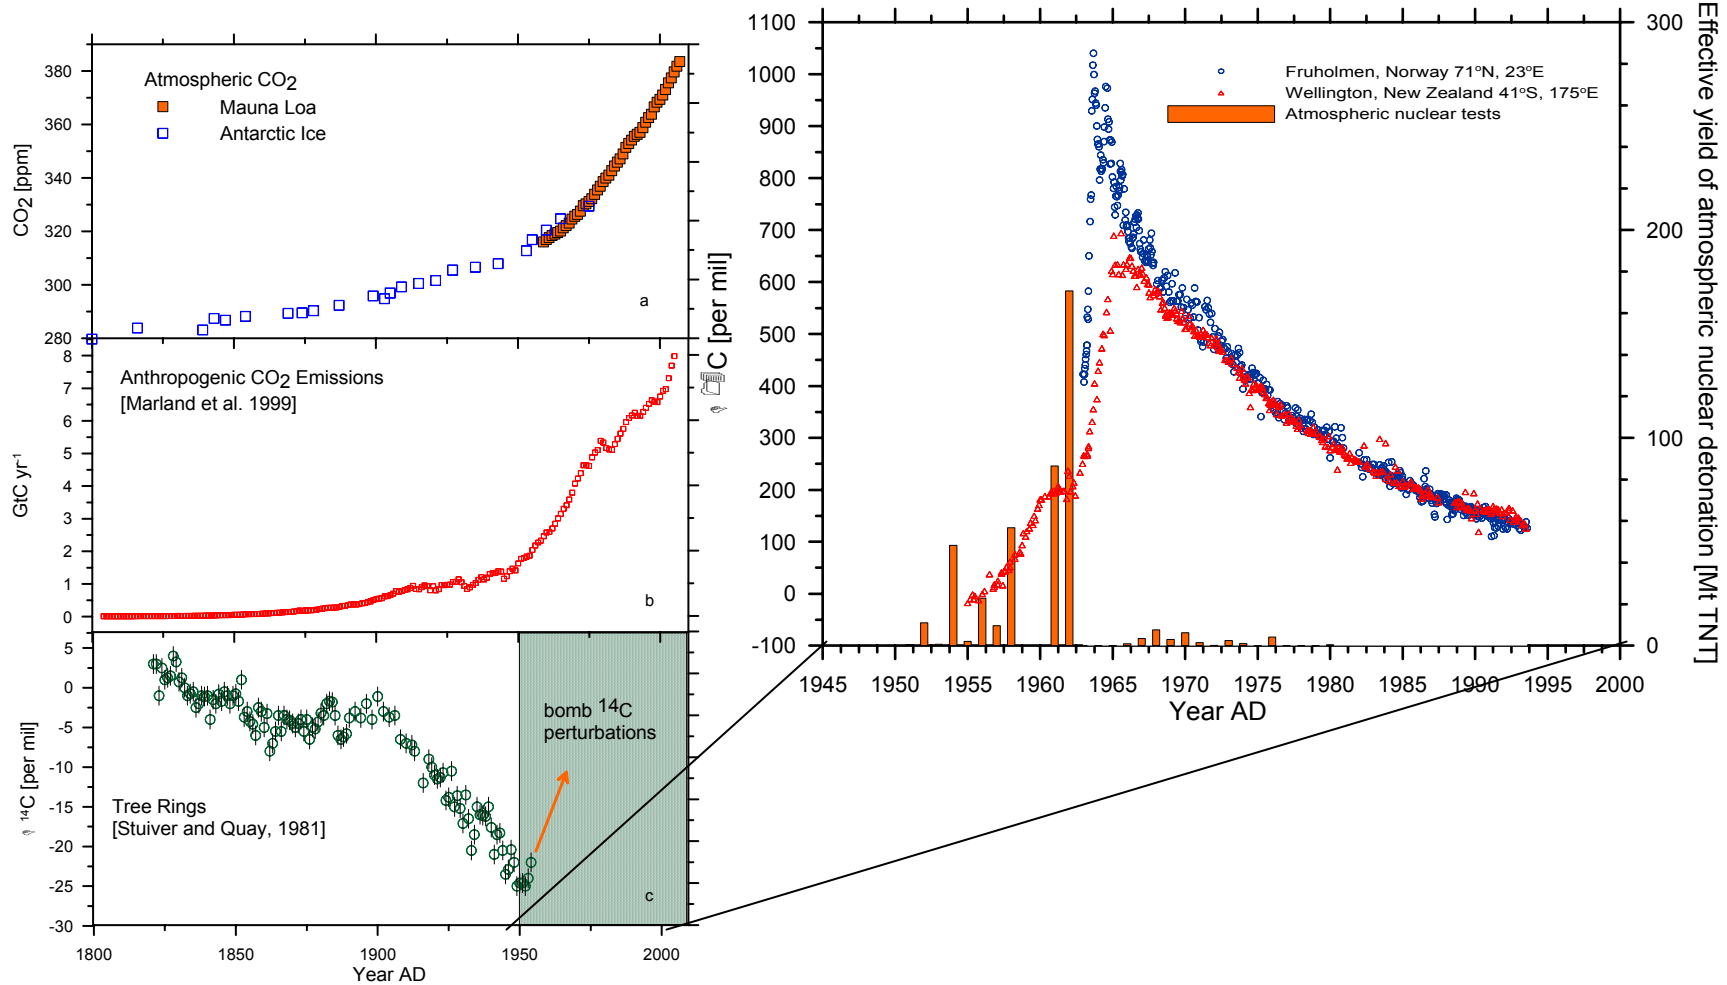 380
360
340
320
300
280
CO2 [ppm]
Atmospheric CO2
Mauna Loa
Antarctic Ice
a
8
7
6
5
4
3
2
1
0
GtC yr-1
Anthropogenic CO2 Emissions
[Marland et al. 1999]
b
5
0
-5
-10
-15
-20
-25
-30
14C [per mil]
Tree Rings
[Stuiver and Quay, 1981]
bomb 14C
perturbations
c
1800
1850
1900
1950
2000
Year AD
1100
1000
900
800
700
600
500
400
300
200
100
0
-100
C [per mil]
Fruholmen, Norway 71°N, 23°E
Wellington, New Zealand 41°S, 175°E
Atmospheric nuclear tests
300
200
100
0
Effective yield of atmospheric nuclear detonation [Mt TNT]
1945
1950
1955
1960
1965
1970
1975
1980
1985
1990
1995
2000
Year AD